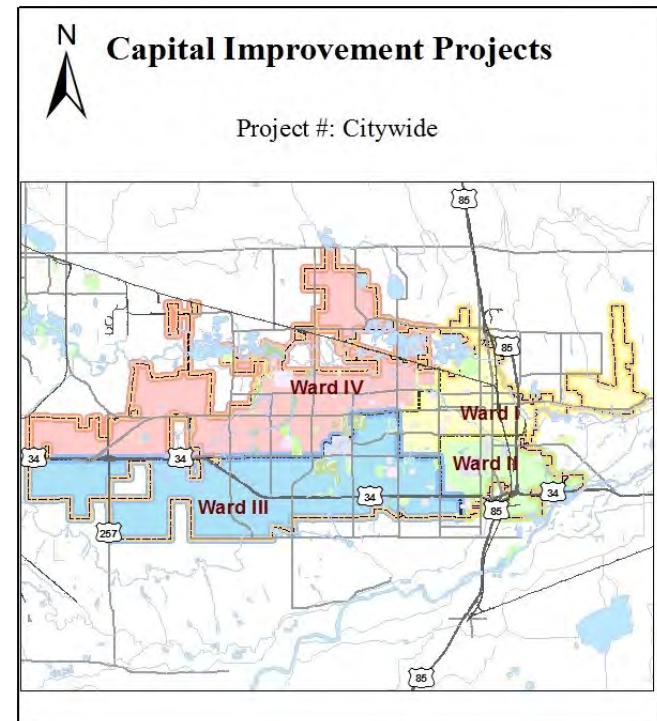 N
Capital Improvement Projects
Project #: Citywide
85
85
Ward IV
Ward I
34
34
Ward II
34
34
Ward III
85
257
85